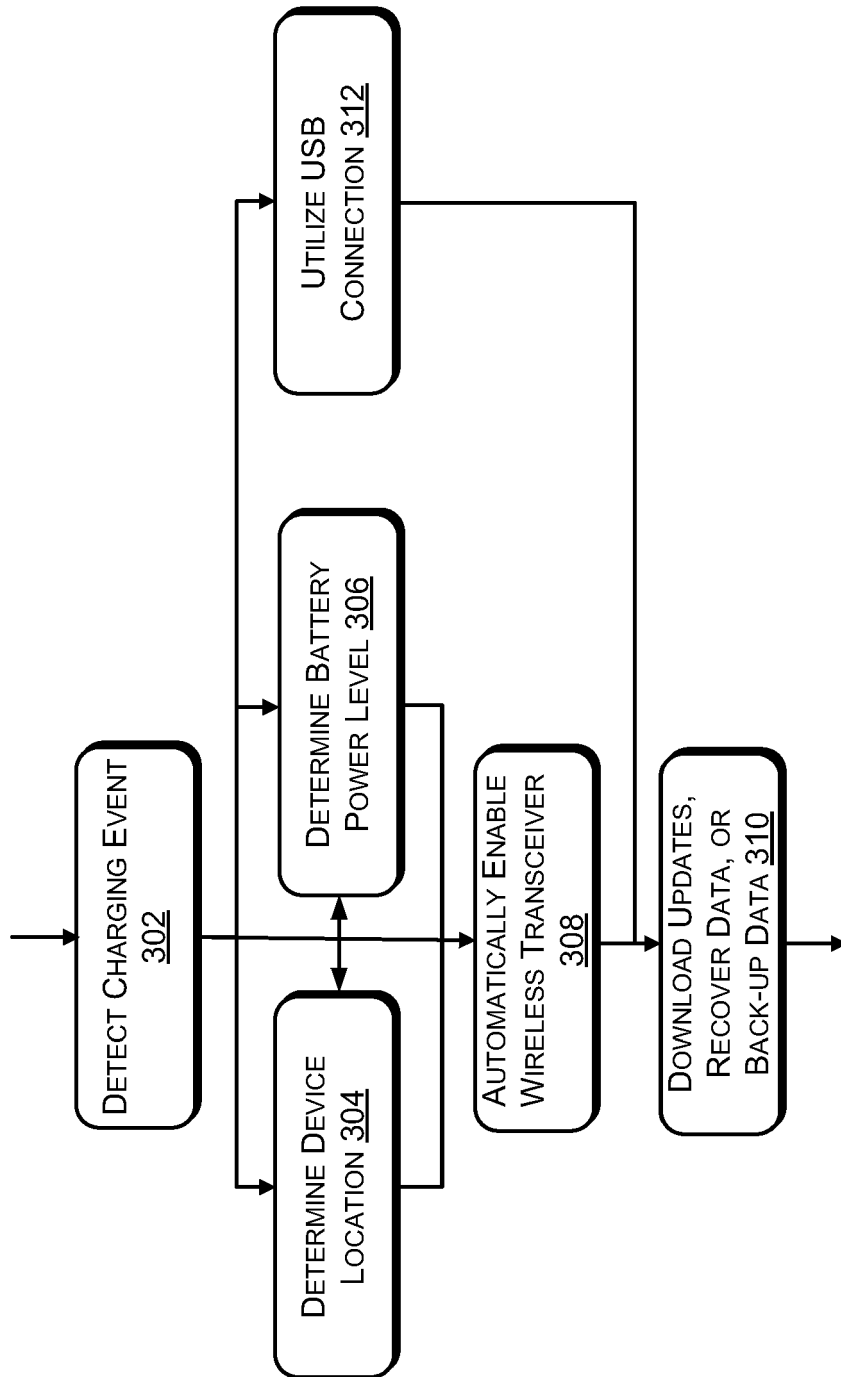 DETECT CHARGING EVENT
302
DETERMINE DEVICE
LOCATION 304
DETERMINE BATTERY
POWER LEVEL 306
UTILIZE USB
CONNECTION 312
AUTOMATICALLY ENABLE
WIRELESS TRANSCEIVER
308
DOWNLOAD UPDATES,
RECOVER DATA, OR
BACK-UP DATA 310